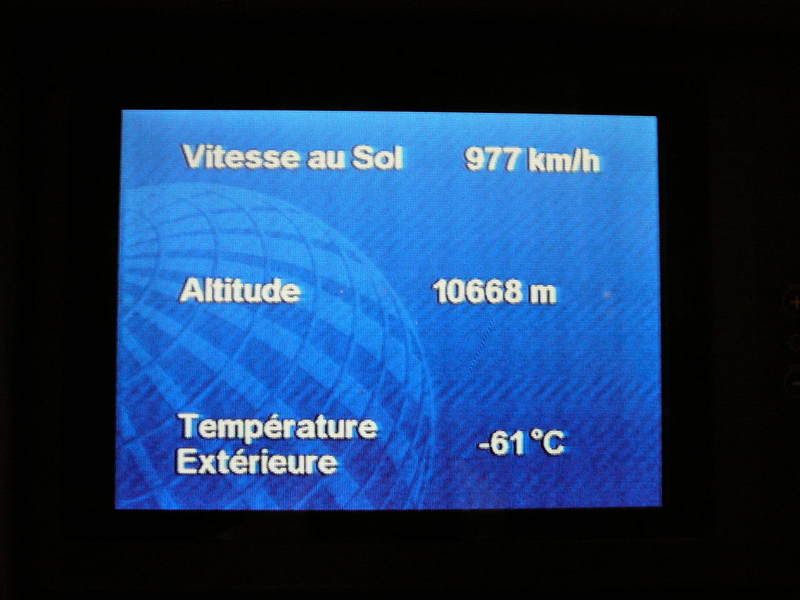 Vitesse au Sol 977 km/h
Altitude 10668 m
Température
Extérieure -61 °C